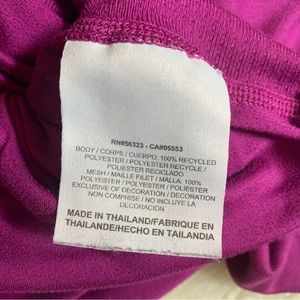 RN#56323 - CA#05553
BODY / CORPS / CUERPO: 100% RECYCLED
POLYESTER / POLYESTER RECYCLE /
POLIESTER RECICLADO
MESH / MAILLE FILET / MALLA: 100%
POLYESTER / POLYESTER / POLIESTER
EXCLUSIVE OF DECORATION / DECORATION
NON COMPRISE / NO INCLUYE LA
DECORACION
MADE IN THAILAND/FABRIQUE EN
THAILANDE/HECHO EN TAILANDIA